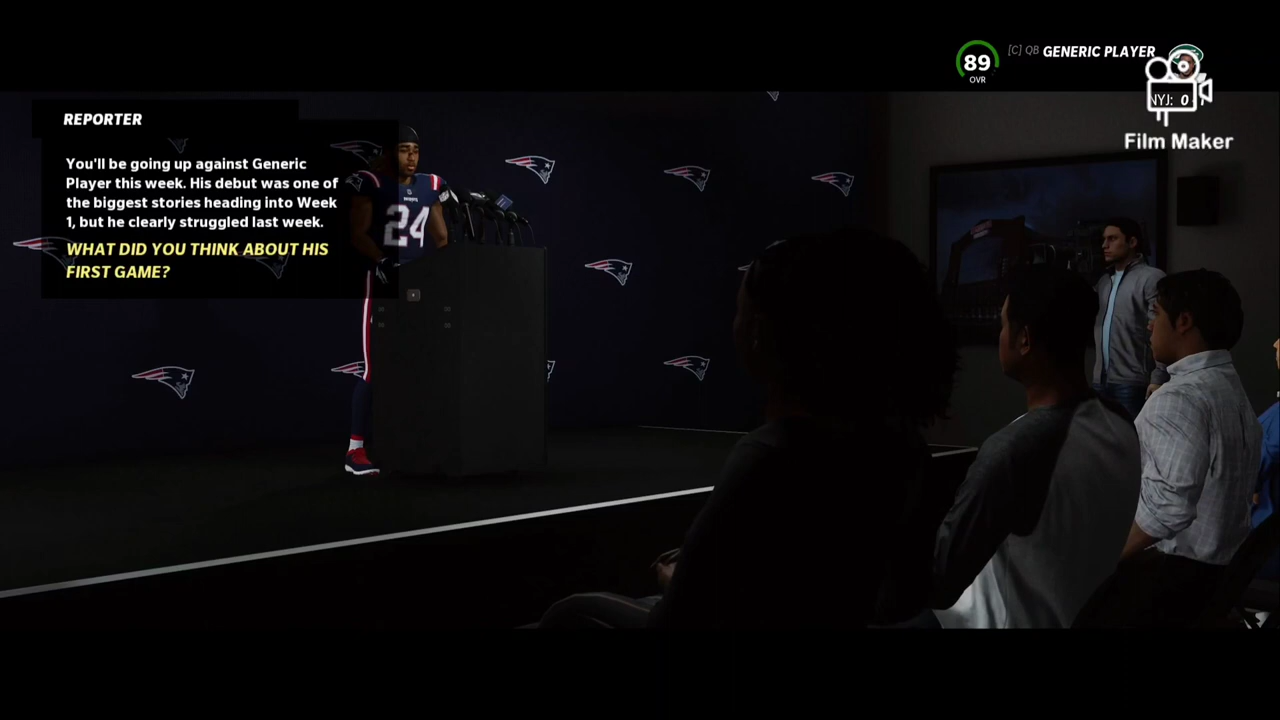 89
OVR
[C] QB GENERIC PLAYER
NYJ: 0
Film Maker
REPORTER
You'll be going up against Generic
Player this week. His debut was one of
the biggest stories heading into Week
1, but he clearly struggled last week.
WHAT DID YOU THINK ABOUT HIS
FIRST GAME?
24